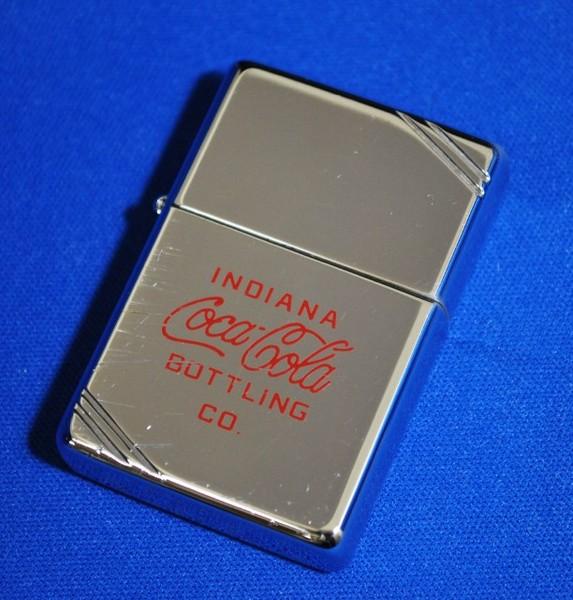 INDIANA
Coca-Cola
BOTTLING
CO.